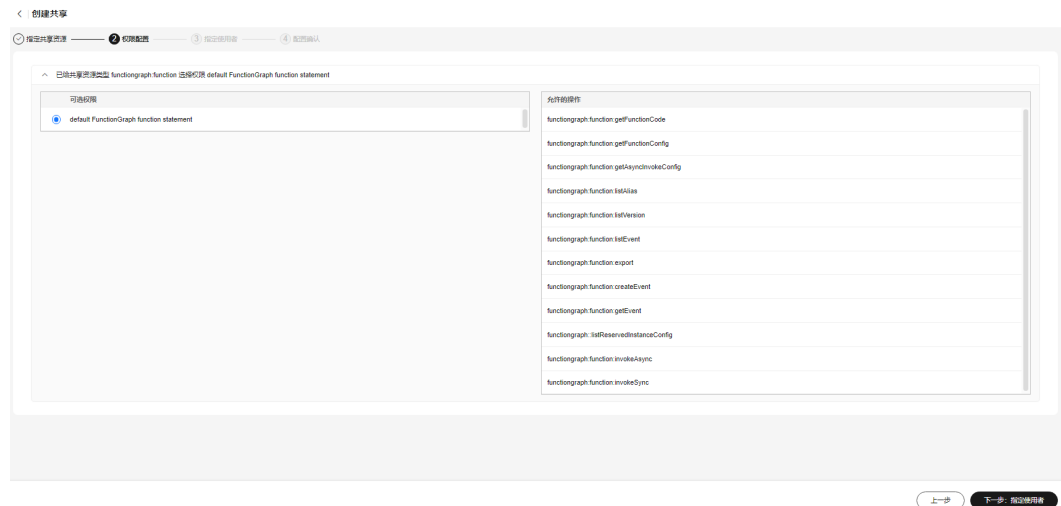 创建共享
指定共享资源 2 权限配置 3 指定使用者 4 配置确认
已给共享资源类型 functiongraph:function 选择权限 default FunctionGraph function statement
可选权限
default FunctionGraph function statement
允许的操作
functiongraph:function:getFunctionCode
functiongraph:function:getFunctionConfig
functiongraph:function:getAsyncInvokeConfig
functiongraph:function:listAlias
functiongraph:function:listVersion
functiongraph:function:listEvent
functiongraph:function:export
functiongraph:function:createEvent
functiongraph:function:getEvent
functiongraph::listReservedInstanceConfig
functiongraph:function:invokeAsync
functiongraph:function:invokeSync
上一步 下一步：指定使用者